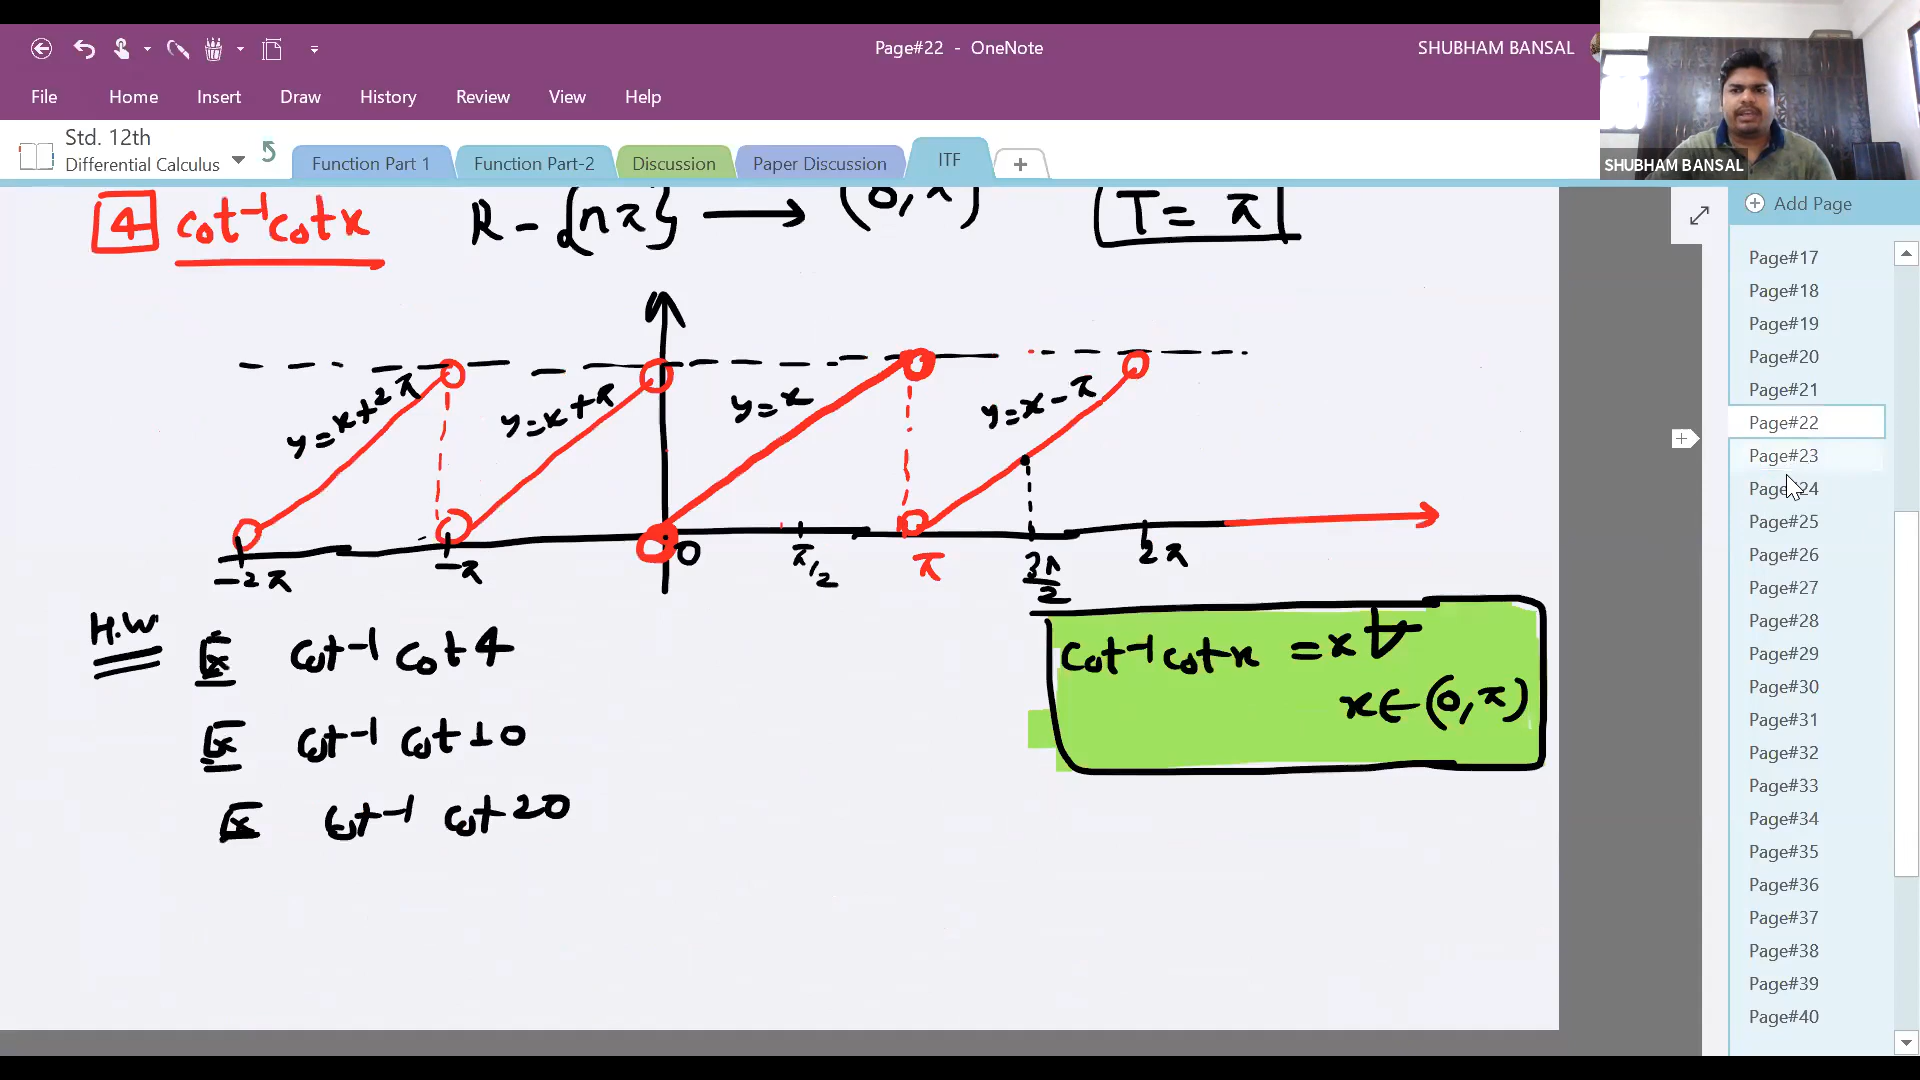 Page#22 - OneNote
SHUBHAM BANSAL
File Home Insert Draw History Review View Help
SHUBHAM BANSAL
Std. 12th
Differential Calculus
Function Part 1 Function Part-2 Discussion Paper Discussion ITF +
4 cot⁻¹cotx R - {nπ} → (0, π) T = π
y=x+2π y=x+π y=x y=x-π
-2π -π 0 π/2 π 3π/2 2π
H.W
Ex cot⁻¹ cot 4
Ex cot⁻¹ cot 10
Ex cot⁻¹ cot 20
cot⁻¹cotx = x ∀
x∈(0,π)
Add Page
Page#17
Page#18
Page#19
Page#20
Page#21
Page#22
Page#23
Page#24
Page#25
Page#26
Page#27
Page#28
Page#29
Page#30
Page#31
Page#32
Page#33
Page#34
Page#35
Page#36
Page#37
Page#38
Page#39
Page#40